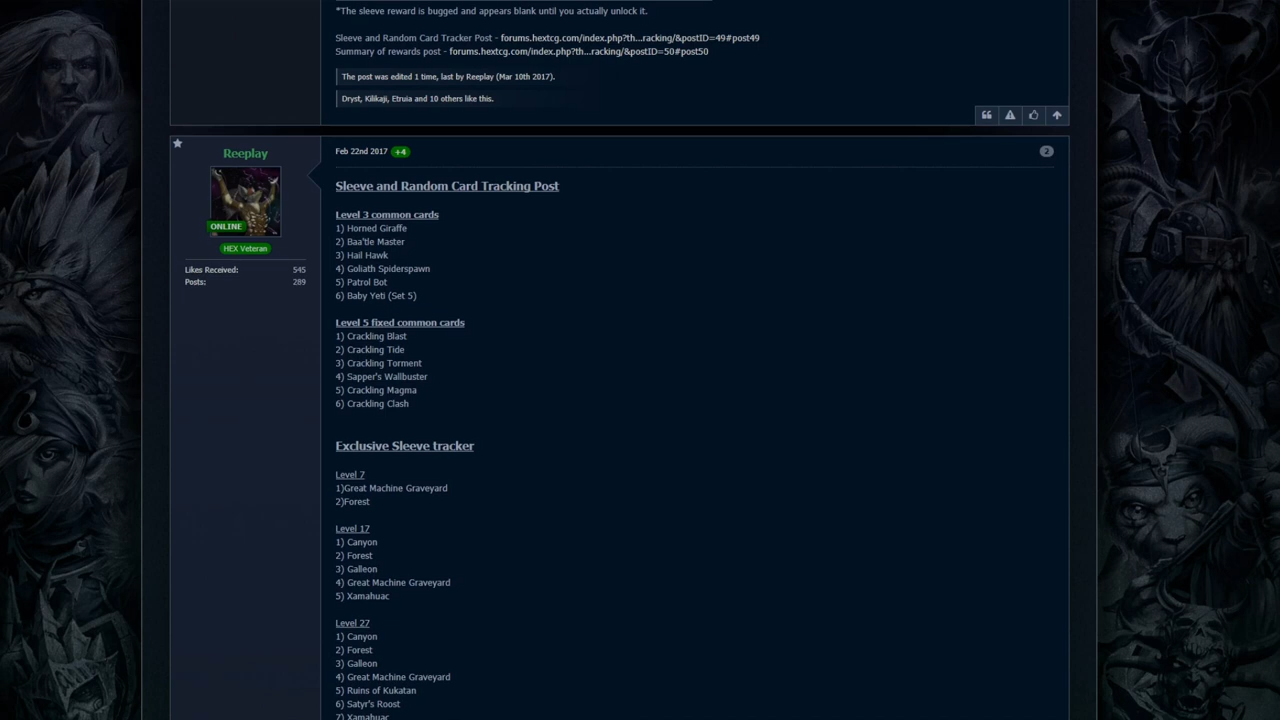 *The sleeve reward is bugged and appears blank until you actually unlock it.
Sleeve and Random Card Tracker Post - forums.hextcg.com/index.php?th…racking/&postID=49#post49
Summary of rewards post - forums.hextcg.com/index.php?th…racking/&postID=50#post50
The post was edited 1 time, last by Reeplay (Mar 10th 2017).
Dryst, Kilikaji, Etruia and 10 others like this.
Reeplay
ONLINE
HEX Veteran
Likes Received: 545
Posts: 289
Feb 22nd 2017 +4
2
Sleeve and Random Card Tracking Post
Level 3 common cards
1) Horned Giraffe
2) Baa'tle Master
3) Hail Hawk
4) Goliath Spiderspawn
5) Patrol Bot
6) Baby Yeti (Set 5)
Level 5 fixed common cards
1) Crackling Blast
2) Crackling Tide
3) Crackling Torment
4) Sapper's Wallbuster
5) Crackling Magma
6) Crackling Clash
Exclusive Sleeve tracker
Level 7
1)Great Machine Graveyard
2)Forest
Level 17
1) Canyon
2) Forest
3) Galleon
4) Great Machine Graveyard
5) Xamahuac
Level 27
1) Canyon
2) Forest
3) Galleon
4) Great Machine Graveyard
5) Ruins of Kukatan
6) Satyr's Roost
7) Xamahuac